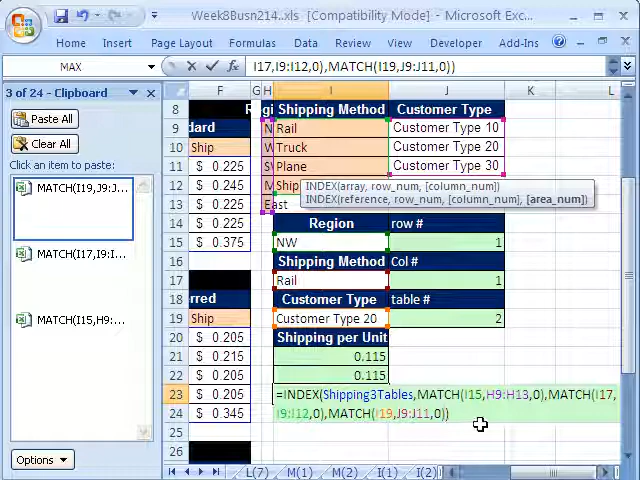 Week8Busn214..xls [Compatibility Mode] - Microsoft Exc...
Home Insert Page Layout Formulas Data Review View Developer Add-Ins
MAX I17,I9:I12,0),MATCH(I19,J9:J11,0))
3 of 24 - Clipboard
Paste All
Clear All
Click an item to paste:
MATCH(I19,J9:J...
MATCH(I17,I9:I...
MATCH(I15,H9:...
Options
F G H I J K L
8 Regi Shipping Method Customer Type
9 dard N Rail Customer Type 10
10 Ship W Truck Customer Type 20
11 $ 0.225 SV Plane Customer Type 30
12 $ 0.245 M Ship
INDEX(array, row_num, [column_num])
INDEX(reference, row_num, [column_num], [area_num])
13 $ 0.225 East
14 $ 0.225 Region row #
15 $ 0.375 NW 1
16 Shipping Method Col #
17 Rail 1
18 rred Customer Type table #
19 Ship Customer Type 20 2
20 $ 0.205 Shipping per Unit
21 $ 0.215 0.115
22 $ 0.205 0.115
23 $ 0.205 =INDEX(Shipping3Tables,MATCH(I15,H9:H13,0),MATCH(I17,
24 $ 0.345 I9:I12,0),MATCH(I19,J9:J11,0))
25
26
L(7) M(1) M(2) I(1) I(2)